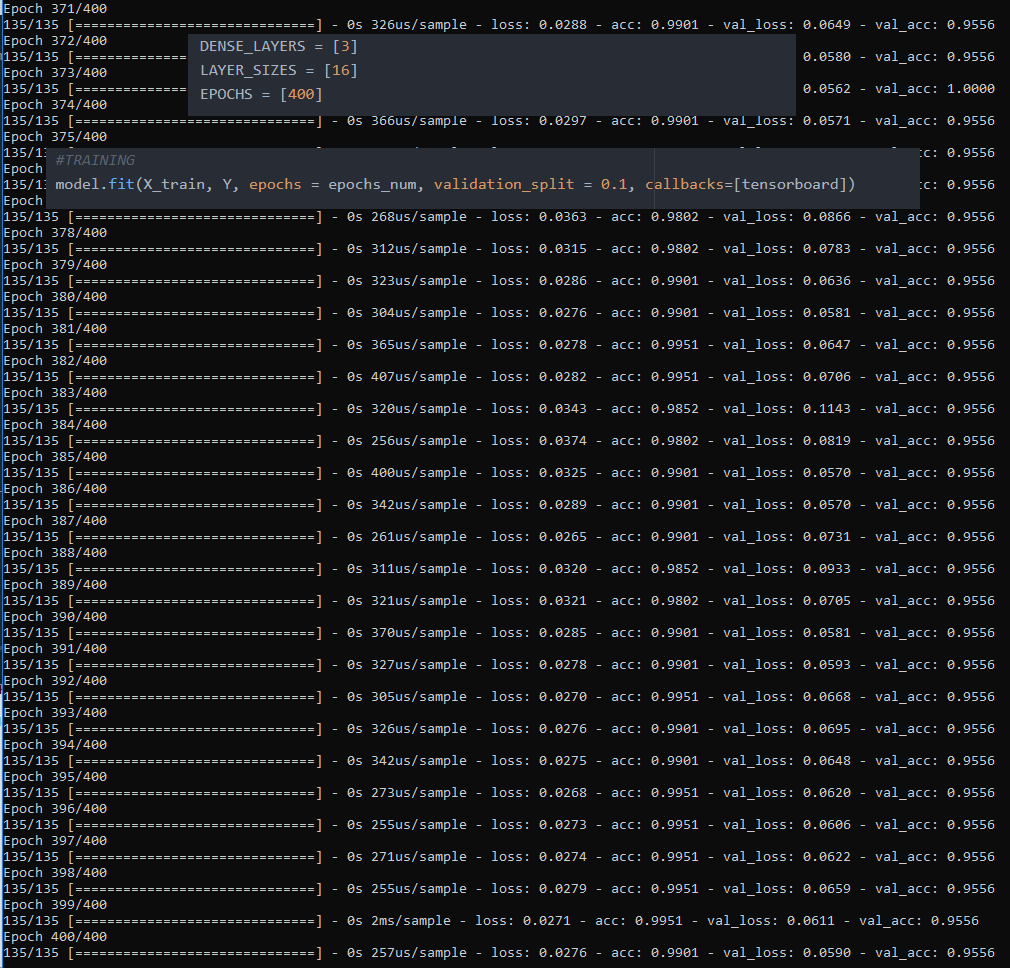 Epoch 371/400
135/135 [==============================] - 0s 326us/sample - loss: 0.0288 - acc: 0.9901 - val_loss: 0.0649 - val_acc: 0.9556
Epoch 372/400
135/135 [============== 0.0580 - val_acc: 0.9556
DENSE_LAYERS = [3]
LAYER_SIZES = [16]
EPOCHS = [400]
Epoch 373/400
135/135 [============== 0.0562 - val_acc: 1.0000
Epoch 374/400
135/135 [==============================] - 0s 366us/sample - loss: 0.0297 - acc: 0.9901 - val_loss: 0.0571 - val_acc: 0.9556
Epoch 375/400
135/1 : 0.9556
#TRAINING
model.fit(X_train, Y, epochs = epochs_num, validation_split = 0.1, callbacks=[tensorboard])
Epoch
135/1 : 0.9556
Epoch
135/135 [==============================] - 0s 268us/sample - loss: 0.0363 - acc: 0.9802 - val_loss: 0.0866 - val_acc: 0.9556
Epoch 378/400
135/135 [==============================] - 0s 312us/sample - loss: 0.0315 - acc: 0.9802 - val_loss: 0.0783 - val_acc: 0.9556
Epoch 379/400
135/135 [==============================] - 0s 323us/sample - loss: 0.0286 - acc: 0.9901 - val_loss: 0.0636 - val_acc: 0.9556
Epoch 380/400
135/135 [==============================] - 0s 304us/sample - loss: 0.0276 - acc: 0.9901 - val_loss: 0.0581 - val_acc: 0.9556
Epoch 381/400
135/135 [==============================] - 0s 365us/sample - loss: 0.0278 - acc: 0.9951 - val_loss: 0.0647 - val_acc: 0.9556
Epoch 382/400
135/135 [==============================] - 0s 407us/sample - loss: 0.0282 - acc: 0.9951 - val_loss: 0.0706 - val_acc: 0.9556
Epoch 383/400
135/135 [==============================] - 0s 320us/sample - loss: 0.0343 - acc: 0.9852 - val_loss: 0.1143 - val_acc: 0.9556
Epoch 384/400
135/135 [==============================] - 0s 256us/sample - loss: 0.0374 - acc: 0.9802 - val_loss: 0.0819 - val_acc: 0.9556
Epoch 385/400
135/135 [==============================] - 0s 400us/sample - loss: 0.0325 - acc: 0.9901 - val_loss: 0.0570 - val_acc: 0.9556
Epoch 386/400
135/135 [==============================] - 0s 342us/sample - loss: 0.0289 - acc: 0.9901 - val_loss: 0.0570 - val_acc: 0.9556
Epoch 387/400
135/135 [==============================] - 0s 261us/sample - loss: 0.0265 - acc: 0.9901 - val_loss: 0.0731 - val_acc: 0.9556
Epoch 388/400
135/135 [==============================] - 0s 311us/sample - loss: 0.0320 - acc: 0.9852 - val_loss: 0.0933 - val_acc: 0.9556
Epoch 389/400
135/135 [==============================] - 0s 321us/sample - loss: 0.0321 - acc: 0.9802 - val_loss: 0.0705 - val_acc: 0.9556
Epoch 390/400
135/135 [==============================] - 0s 370us/sample - loss: 0.0285 - acc: 0.9901 - val_loss: 0.0581 - val_acc: 0.9556
Epoch 391/400
135/135 [==============================] - 0s 327us/sample - loss: 0.0278 - acc: 0.9901 - val_loss: 0.0593 - val_acc: 0.9556
Epoch 392/400
135/135 [==============================] - 0s 305us/sample - loss: 0.0270 - acc: 0.9951 - val_loss: 0.0668 - val_acc: 0.9556
Epoch 393/400
135/135 [==============================] - 0s 326us/sample - loss: 0.0276 - acc: 0.9901 - val_loss: 0.0695 - val_acc: 0.9556
Epoch 394/400
135/135 [==============================] - 0s 342us/sample - loss: 0.0275 - acc: 0.9901 - val_loss: 0.0648 - val_acc: 0.9556
Epoch 395/400
135/135 [==============================] - 0s 273us/sample - loss: 0.0268 - acc: 0.9951 - val_loss: 0.0620 - val_acc: 0.9556
Epoch 396/400
135/135 [==============================] - 0s 255us/sample - loss: 0.0273 - acc: 0.9951 - val_loss: 0.0606 - val_acc: 0.9556
Epoch 397/400
135/135 [==============================] - 0s 271us/sample - loss: 0.0274 - acc: 0.9951 - val_loss: 0.0622 - val_acc: 0.9556
Epoch 398/400
135/135 [==============================] - 0s 255us/sample - loss: 0.0279 - acc: 0.9951 - val_loss: 0.0659 - val_acc: 0.9556
Epoch 399/400
135/135 [==============================] - 0s 2ms/sample - loss: 0.0271 - acc: 0.9951 - val_loss: 0.0611 - val_acc: 0.9556
Epoch 400/400
135/135 [==============================] - 0s 257us/sample - loss: 0.0276 - acc: 0.9901 - val_loss: 0.0590 - val_acc: 0.9556